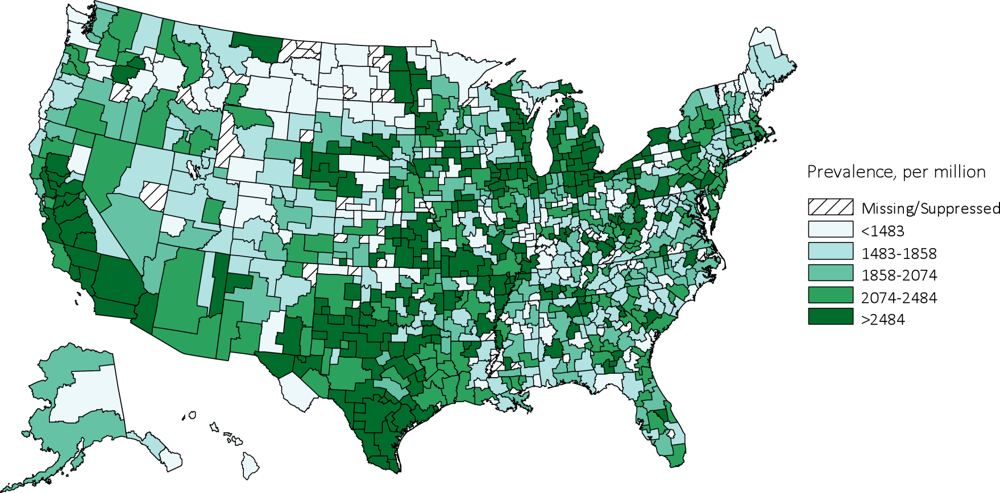 Prevalence, per million
Missing/Suppressed
<1483
1483-1858
1858-2074
2074-2484
>2484